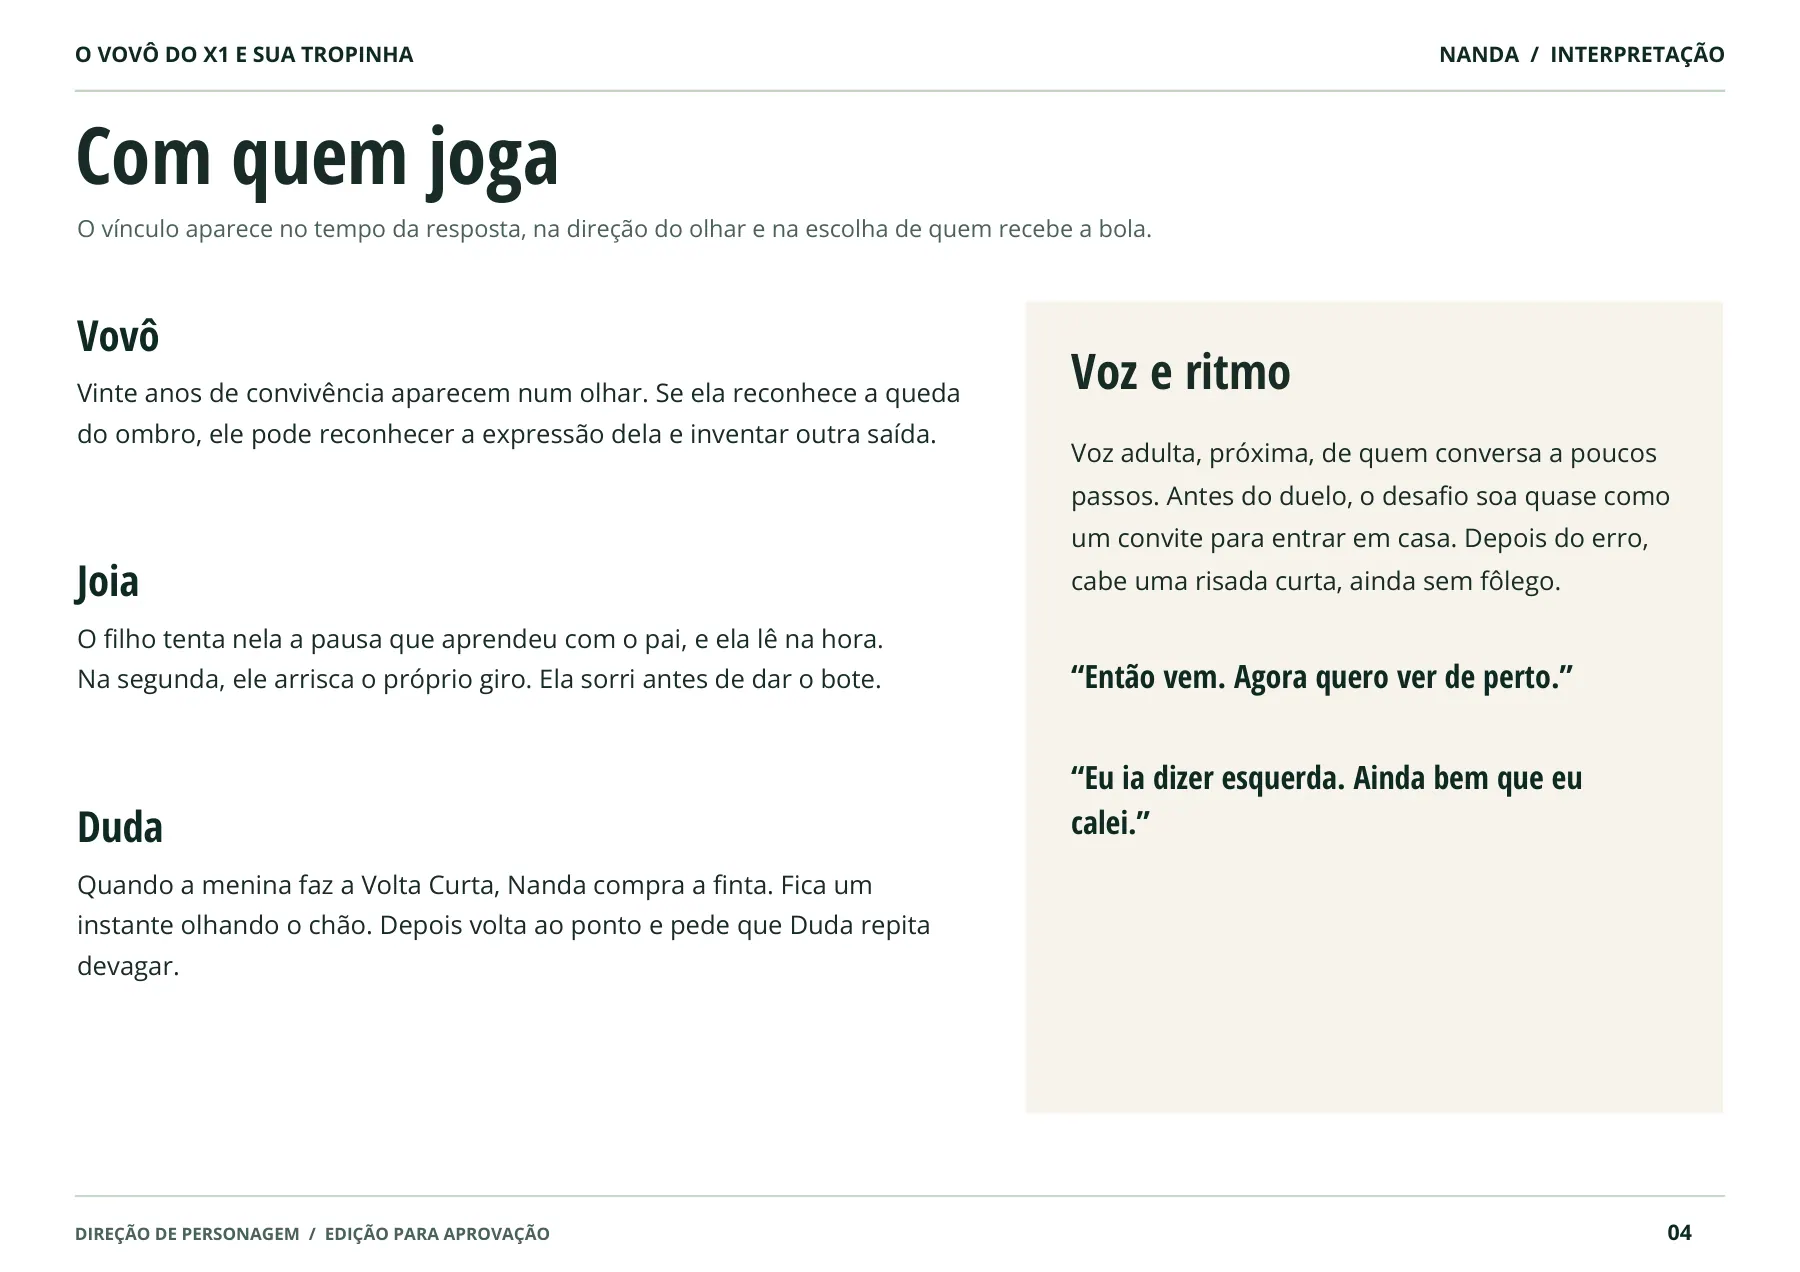 O VOVÔ DO X1 E SUA TROPINHA
NANDA / INTERPRETAÇÃO
Com quem joga
O vínculo aparece no tempo da resposta, na direção do olhar e na escolha de quem recebe a bola.
Vovô
Vinte anos de convivência aparecem num olhar. Se ela reconhece a queda
do ombro, ele pode reconhecer a expressão dela e inventar outra saída.
Joia
O filho tenta nela a pausa que aprendeu com o pai, e ela lê na hora.
Na segunda, ele arrisca o próprio giro. Ela sorri antes de dar o bote.
Duda
Quando a menina faz a Volta Curta, Nanda compra a finta. Fica um
instante olhando o chão. Depois volta ao ponto e pede que Duda repita
devagar.
Voz e ritmo
Voz adulta, próxima, de quem conversa a poucos
passos. Antes do duelo, o desafio soa quase como
um convite para entrar em casa. Depois do erro,
cabe uma risada curta, ainda sem fôlego.
“Então vem. Agora quero ver de perto.”
“Eu ia dizer esquerda. Ainda bem que eu
calei.”
DIREÇÃO DE PERSONAGEM / EDIÇÃO PARA APROVAÇÃO
04